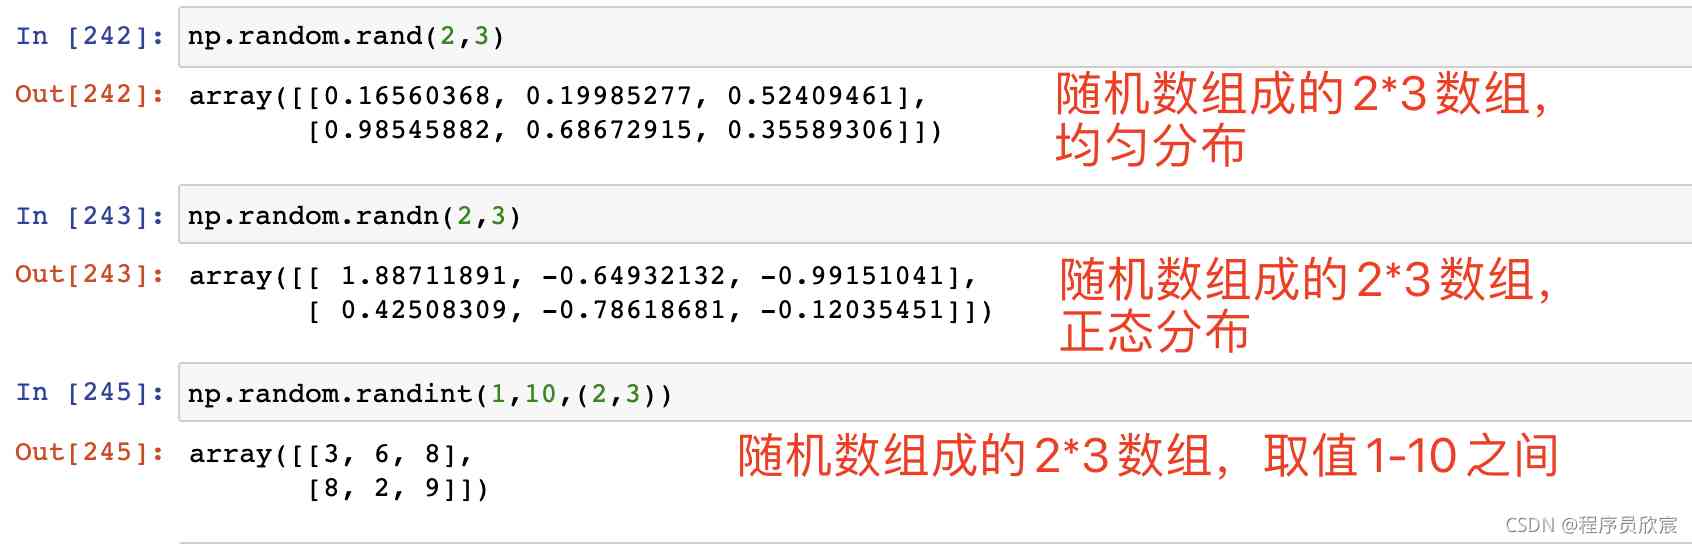 In [242]: np.random.rand(2,3)
Out[242]: array([[0.16560368, 0.19985277, 0.52409461],
[0.98545882, 0.68672915, 0.35589306]])
随机数组成的2*3数组，
均匀分布
In [243]: np.random.randn(2,3)
Out[243]: array([[ 1.88711891, -0.64932132, -0.99151041],
[ 0.42508309, -0.78618681, -0.12035451]])
随机数组成的2*3数组，
正态分布
In [245]: np.random.randint(1,10,(2,3))
Out[245]: array([[3, 6, 8],
[8, 2, 9]])
随机数组成的2*3数组，取值1-10之间
CSDN @程序员欣宸